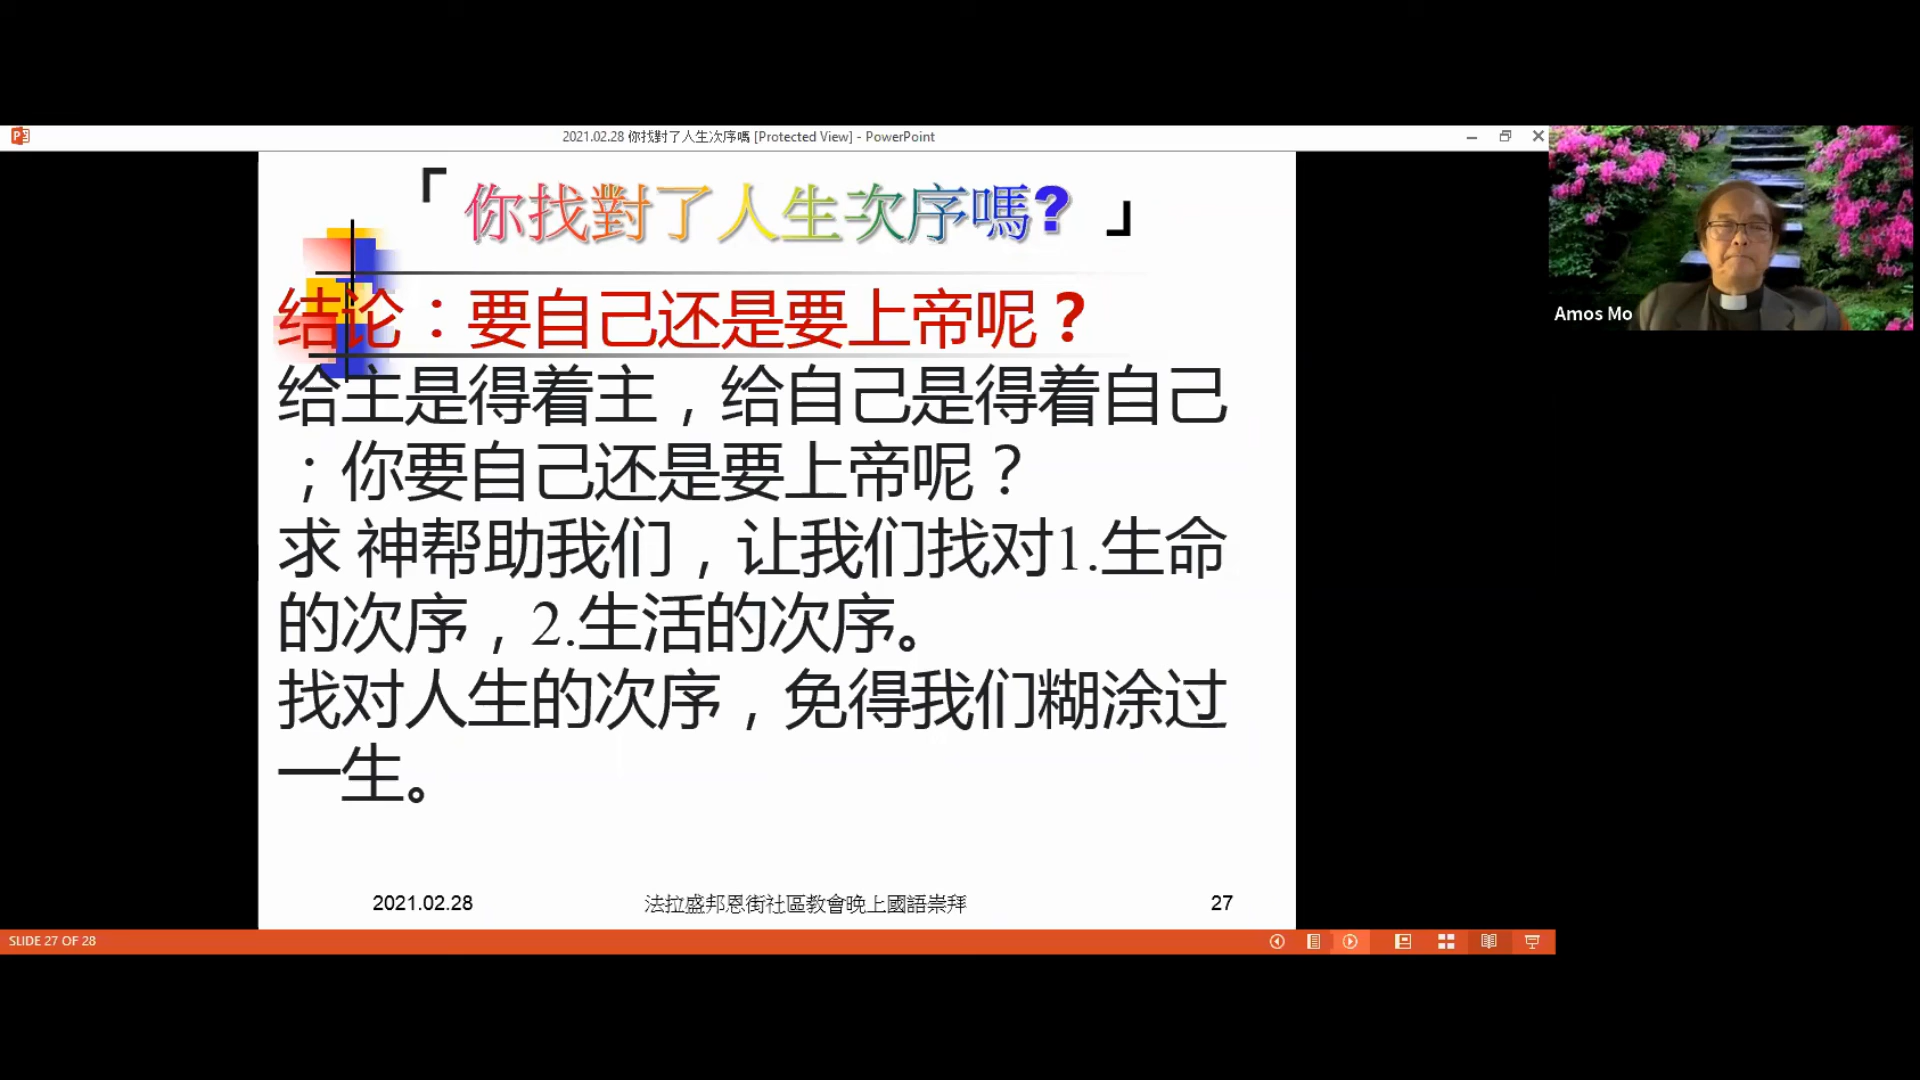 2021.02.28 你找對了人生次序嗎 [Protected View] - PowerPoint
「你找對了人生次序嗎?」
结论：要自己还是要上帝呢？
给主是得着主，给自己是得着自己
；你要自己还是要上帝呢？
求 神帮助我们，让我们找对1.生命
的次序，2.生活的次序。
找对人生的次序，免得我们糊涂过
一生。
2021.02.28
法拉盛邦恩街社區教會晚上國語崇拜
27
SLIDE 27 OF 28
Amos Mo